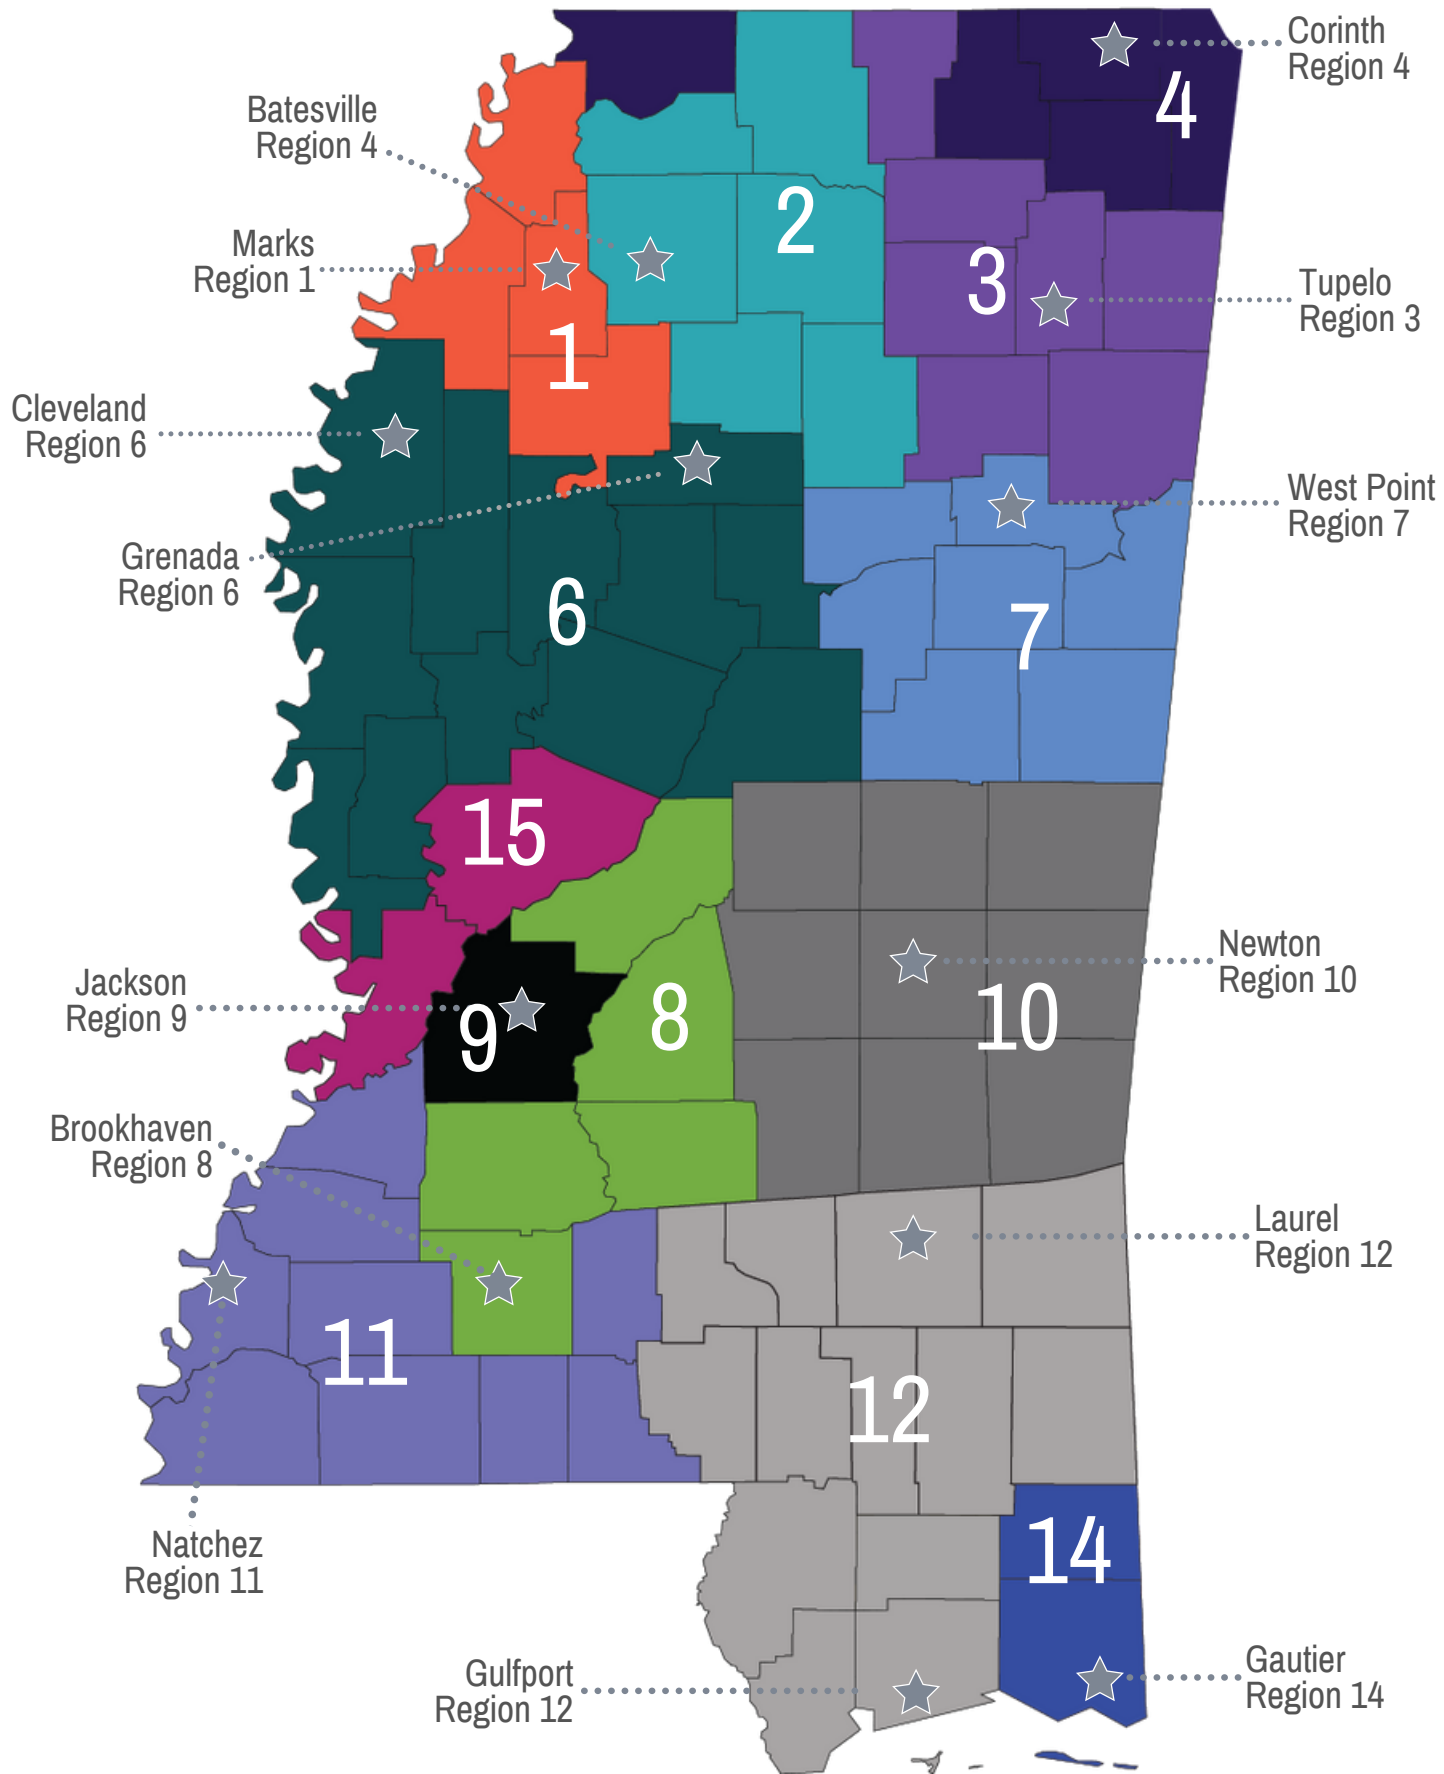 Corinth
Region 4
4
Batesville
Region 4
2
Marks
Region 1
3
Tupelo
Region 3
1
Cleveland
Region 6
West Point
Region 7
Grenada
Region 6
6
7
15
Newton
Region 10
Jackson
Region 9
9
8
10
Brookhaven
Region 8
Laurel
Region 12
11
12
Natchez
Region 11
14
Gulfport
Region 12
Gautier
Region 14